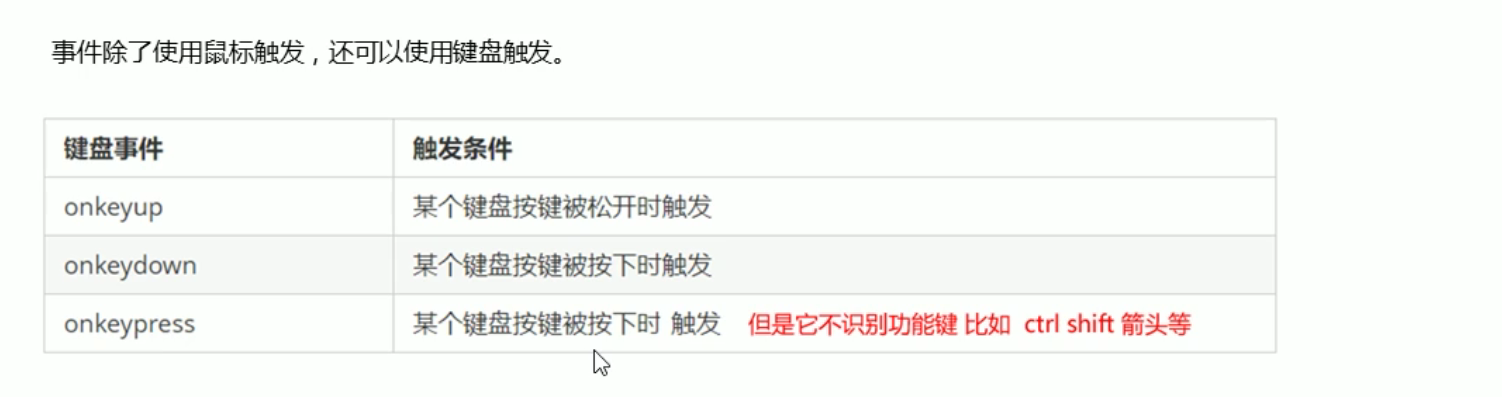 事件除了使用鼠标触发，还可以使用键盘触发。
键盘事件 触发条件
onkeyup 某个键盘按键被松开时触发
onkeydown 某个键盘按键被按下时触发
onkeypress 某个键盘按键被按下时 触发 但是它不识别功能键 比如 ctrl shift 箭头等